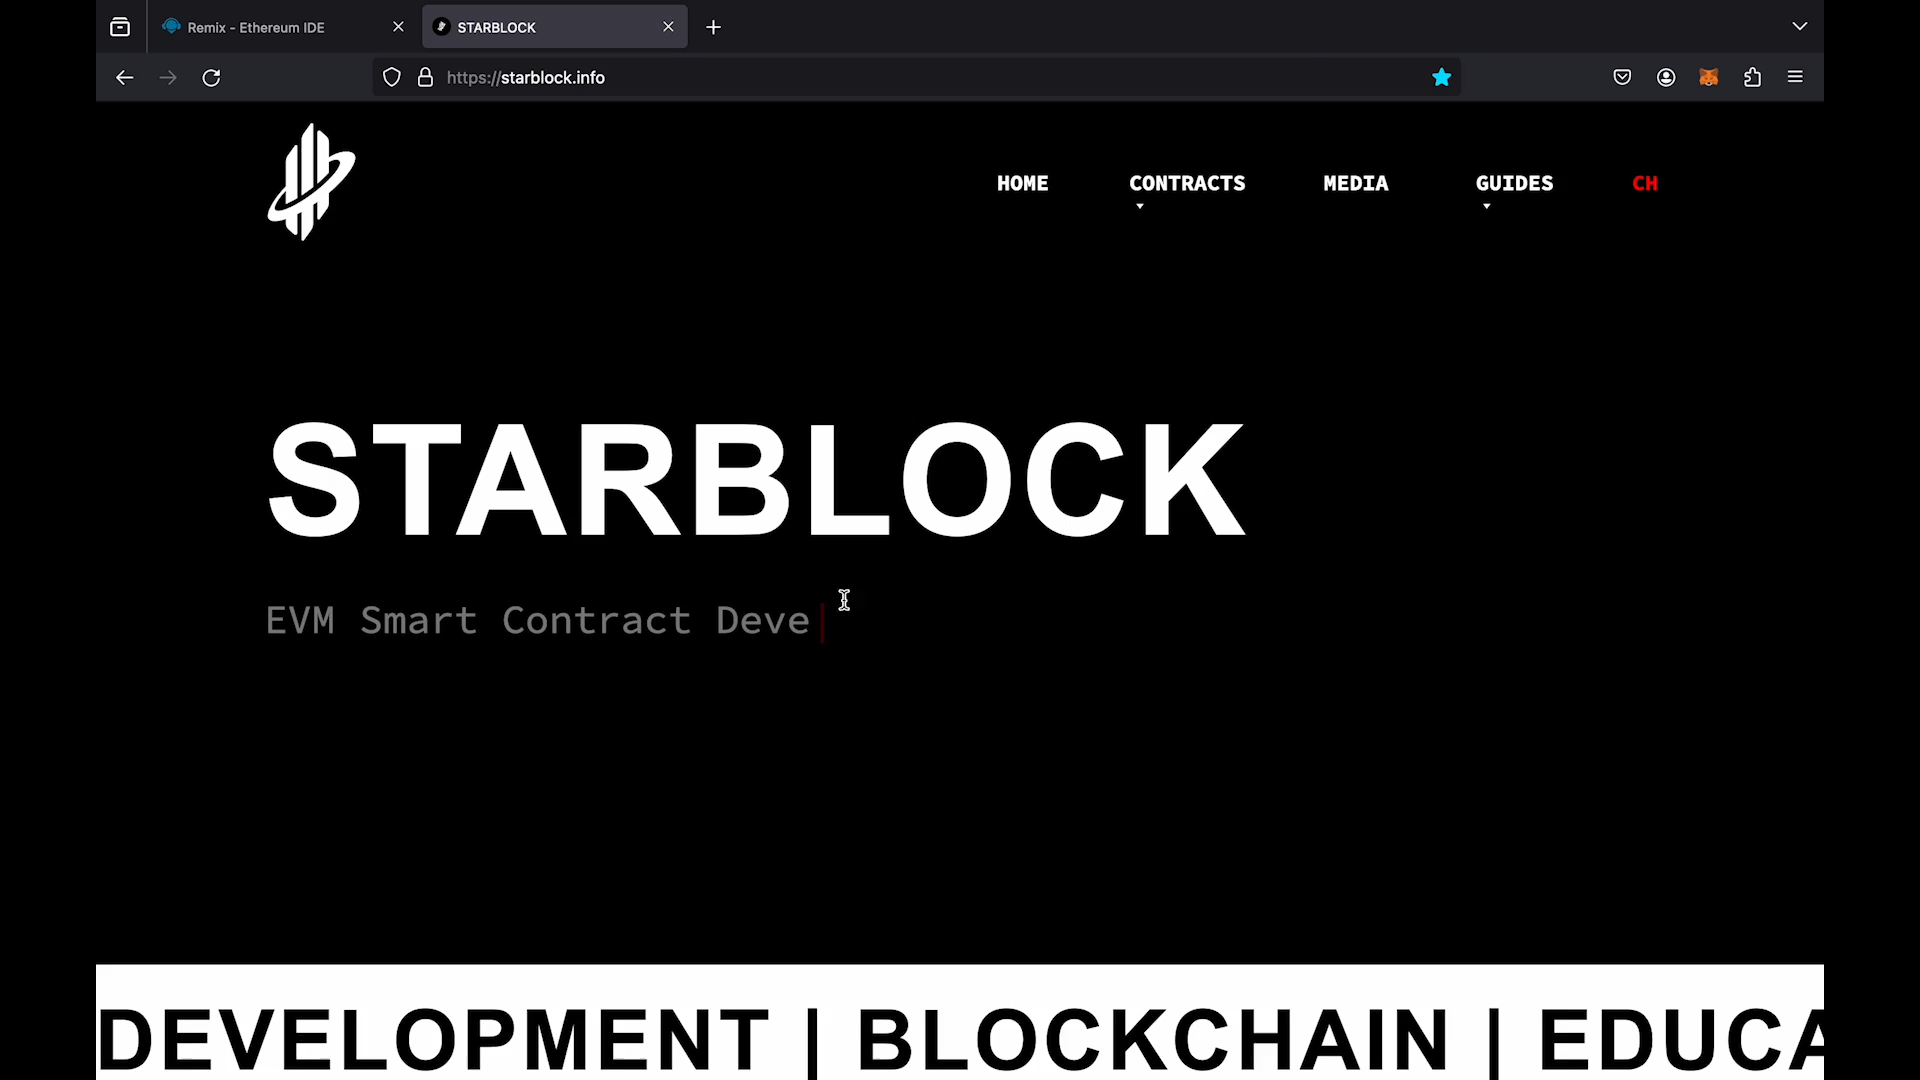 Remix - Ethereum IDE
STARBLOCK
https://starblock.info
HOME
CONTRACTS
MEDIA
GUIDES
CH
STARBLOCK
EVM Smart Contract Deve
DEVELOPMENT | BLOCKCHAIN | EDUCA